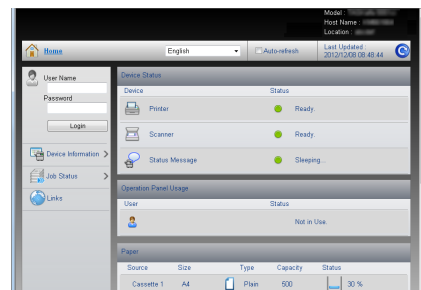 Model :
Host Name :
Location :
Home
English
Auto-refresh
Last Updated :
2012/12/08 08:48:44
User Name
Password
Login
Device Information
Job Status
Links
Device Status
Device Status
Printer Ready.
Scanner Ready.
Status Message Sleeping...
Operation Panel Usage
User Status
Not in Use.
Paper
Source Size Type Capacity Status
Cassette 1 A4 Plain 500 30 %